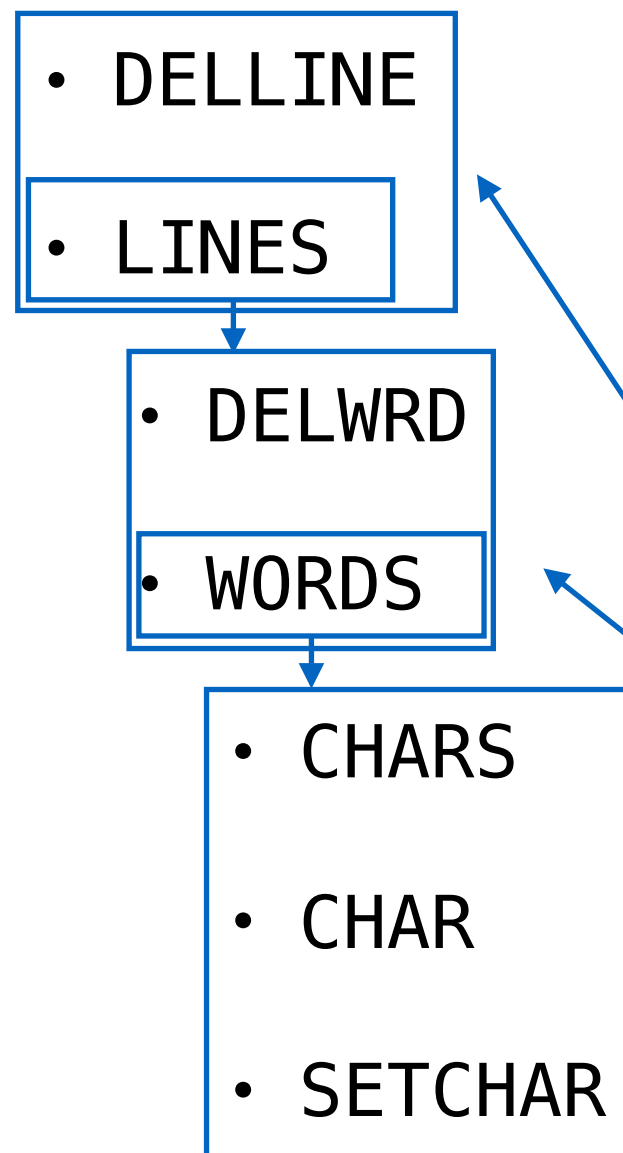 • DELLINE
• LINES
• DELWRD
• WORDS
• CHARS
• CHAR
• SETCHAR